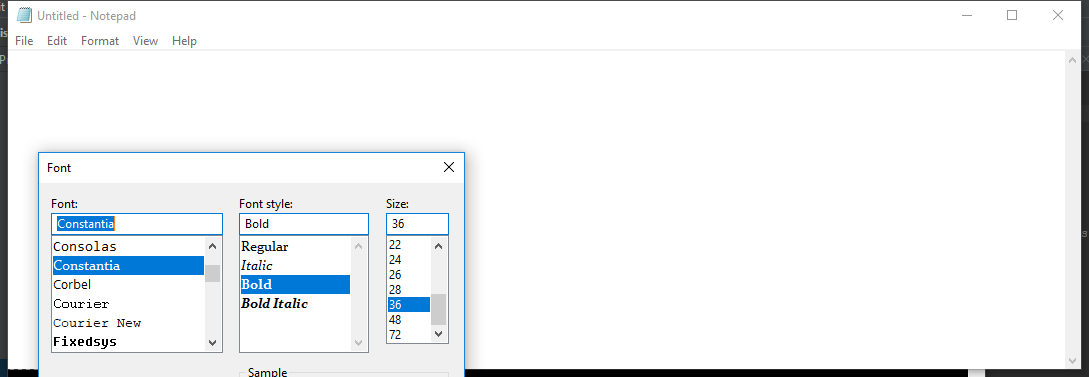 Untitled - Notepad
File Edit Format View Help
Font
Font: Font style: Size:
Constantia Bold 36
Consolas
Constantia
Corbel
Courier
Courier New
Fixedsys
Regular
Italic
Bold
Bold Italic
22
24
26
28
36
48
72
Sample